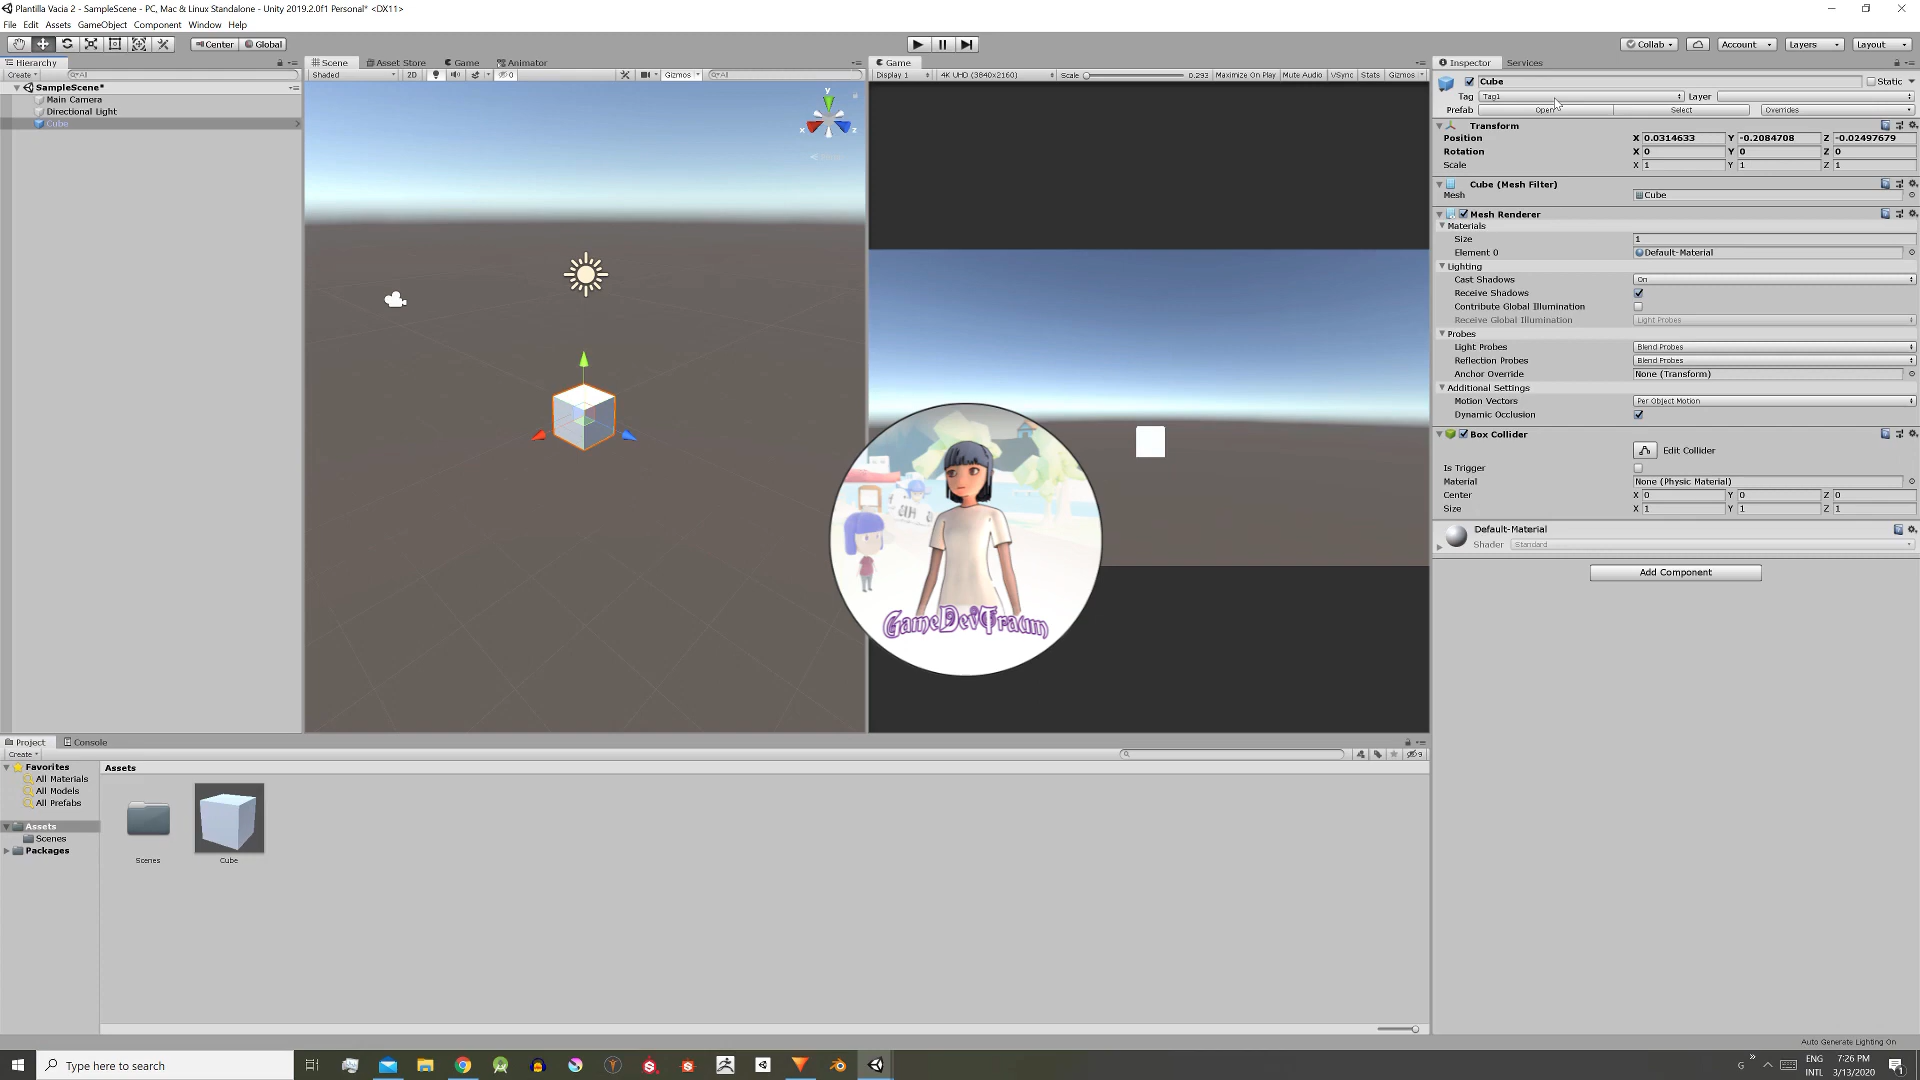 Plantilla Vacia 2 - SampleScene - PC, Mac & Linux Standalone - Unity 2019.2.0f1 Personal* <DX11>
File Edit Assets GameObject Component Window Help
Center Global Collab Account Layers Layout
Hierarchy Scene Asset Store Game Animator Game Inspector Services
Create All Shaded 2D 0 Gizmos All Display 1 4K UHD (3840x2160) Scale 0.293 Maximize On Play Mute Audio VSync Stats Gizmos
SampleScene*
Main Camera
Directional Light
Cube
y
x z
Cube Static
Tag Tag1 Layer
Prefab Open Select Overrides
Transform
Position X 0.0314633 Y -0.2084708 Z -0.02497679
Rotation X 0 Y 0 Z 0
Scale X 1 Y 1 Z 1
Cube (Mesh Filter)
Mesh Cube
Mesh Renderer
Materials
Size 1
Element 0 Default-Material
Lighting
Cast Shadows On
Receive Shadows
Contribute Global Illumination
Receive Global Illumination Light Probes
Probes
Light Probes Blend Probes
Reflection Probes Blend Probes
Anchor Override None (Transform)
Additional Settings
Motion Vectors Per Object Motion
Dynamic Occlusion
Box Collider
Edit Collider
Is Trigger
Material None (Physic Material)
Center X 0 Y 0 Z 0
Size X 1 Y 1 Z 1
Default-Material
Shader Standard
Add Component
GameDevTraum
Project Console
Create 9
Favorites
All Materials
All Models
All Prefabs
Assets
Scenes
Packages
Assets
Scenes Cube
Auto Generate Lighting On
Type here to search
G ENG 7:26 PM
INTL 3/13/2020 1